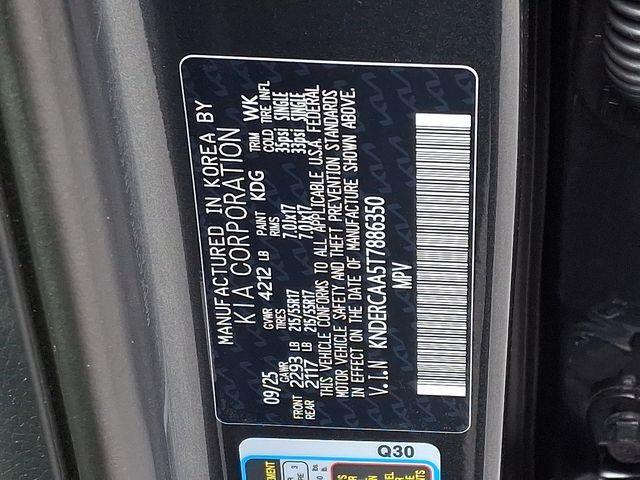 MANUFACTURED IN KOREA BY
KIA CORPORATION
09/25 GVWR 4212 LB PAINT KDG TRIM WK
GAWR TIRES RIMS COLD TIRE INFL
FRONT 2293 LB 215/55R17 7.0Jx17 35psi SINGLE
REAR 2117 LB 215/55R17 7.0Jx17 33psi SINGLE
THIS VEHICLE CONFORMS TO ALL APPLICABLE U.S.A. FEDERAL
MOTOR VEHICLE SAFETY AND THEFT PREVENTION STANDARDS
IN EFFECT ON THE DATE OF MANUFACTURE SHOWN ABOVE.
V.I.N KNDERCAA5T7886350
MPV
Q30